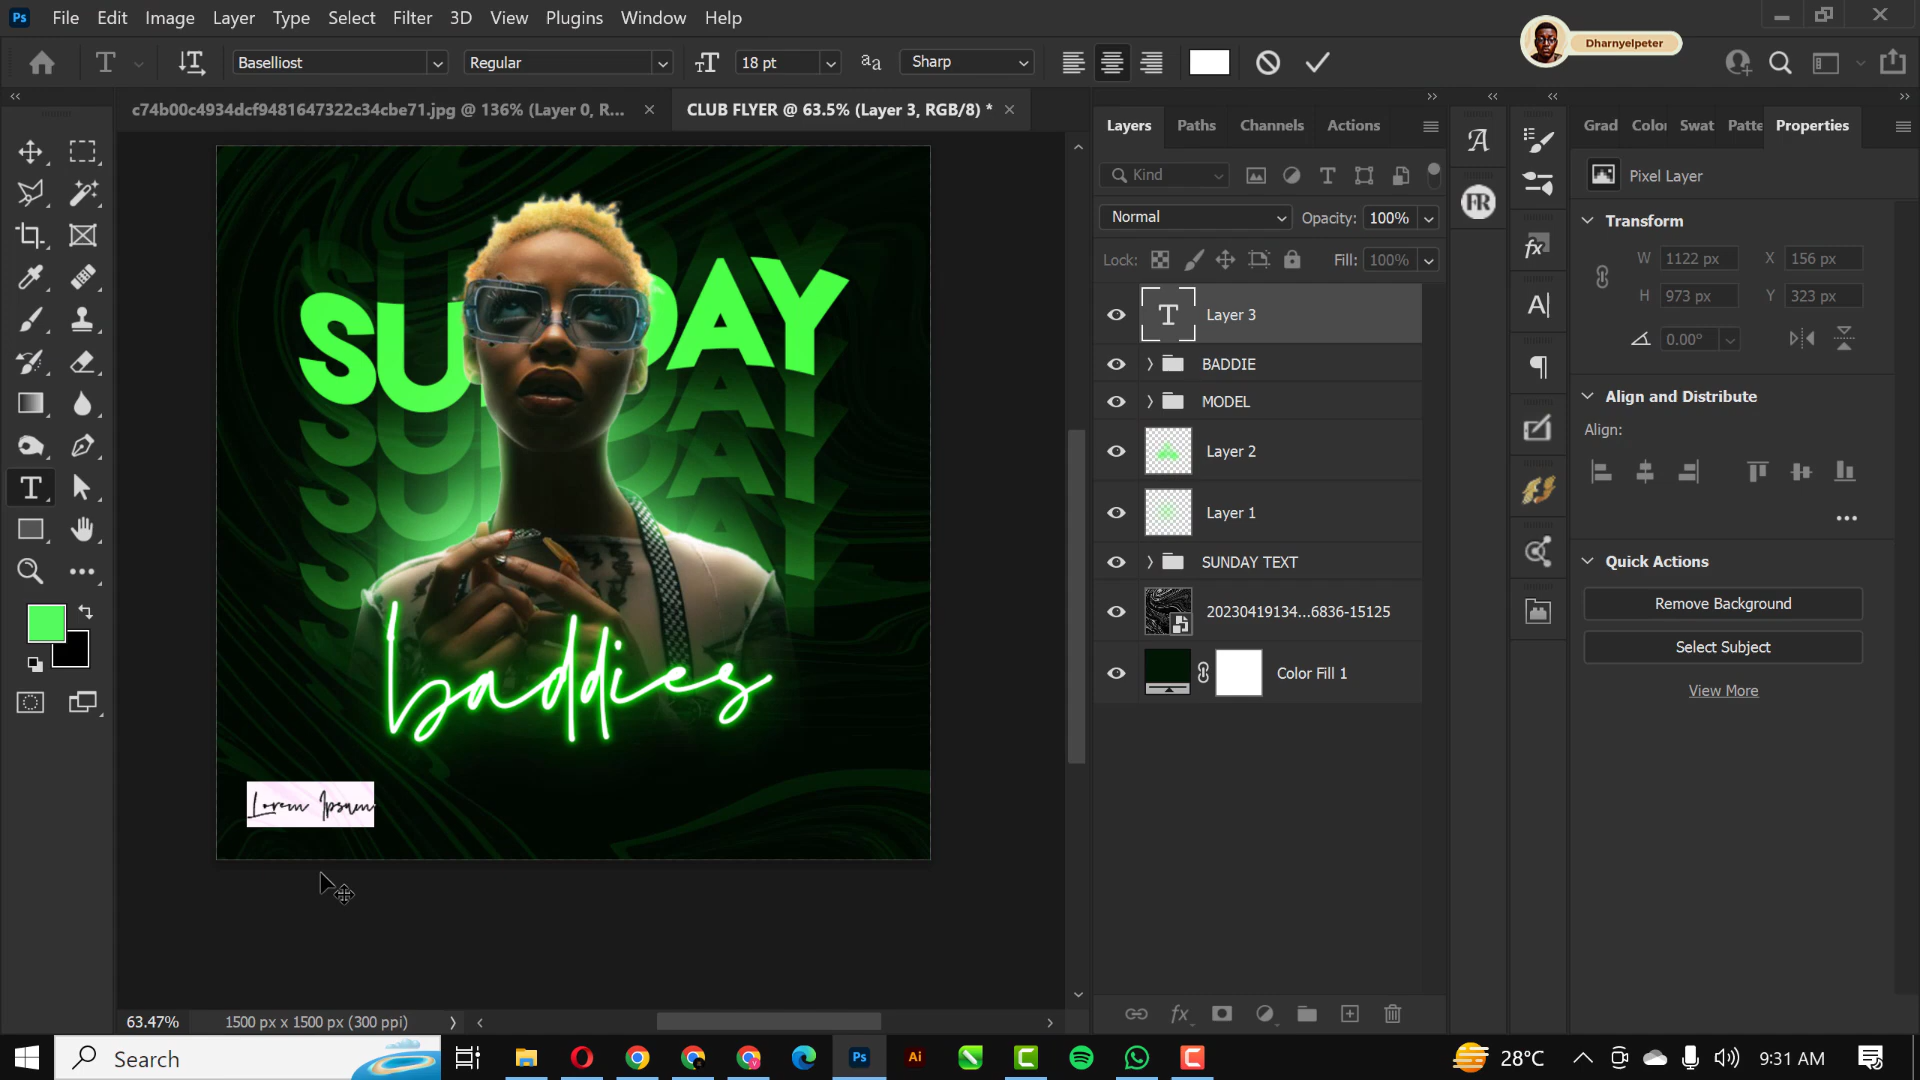 Ps File Edit Image Layer Type Select Filter 3D View Plugins Window Help
Baselliost Regular 18 pt Sharp
Dharnyelpeter
c74b00c4934dcf9481647322c34cbe71.jpg @ 136% (Layer 0, R... CLUB FLYER @ 63.5% (Layer 3, RGB/8) *
Layers Paths Channels Actions
Grad Color Swat Patte Properties
Kind
Pixel Layer
Normal Opacity: 100%
Transform
Lock: Fill: 100%
W 1122 px X 156 px
H 973 px Y 323 px
0.00°
Layer 3
BADDIE
MODEL
Layer 2
Layer 1
SUNDAY TEXT
20230419134...6836-15125
Color Fill 1
Align and Distribute
Align:
Quick Actions
Remove Background
Select Subject
View More
FR
SUNDAY
baddies
Lorem Ipsum
63.47% 1500 px x 1500 px (300 ppi)
Search
Ps
Ai
28°C
9:31 AM